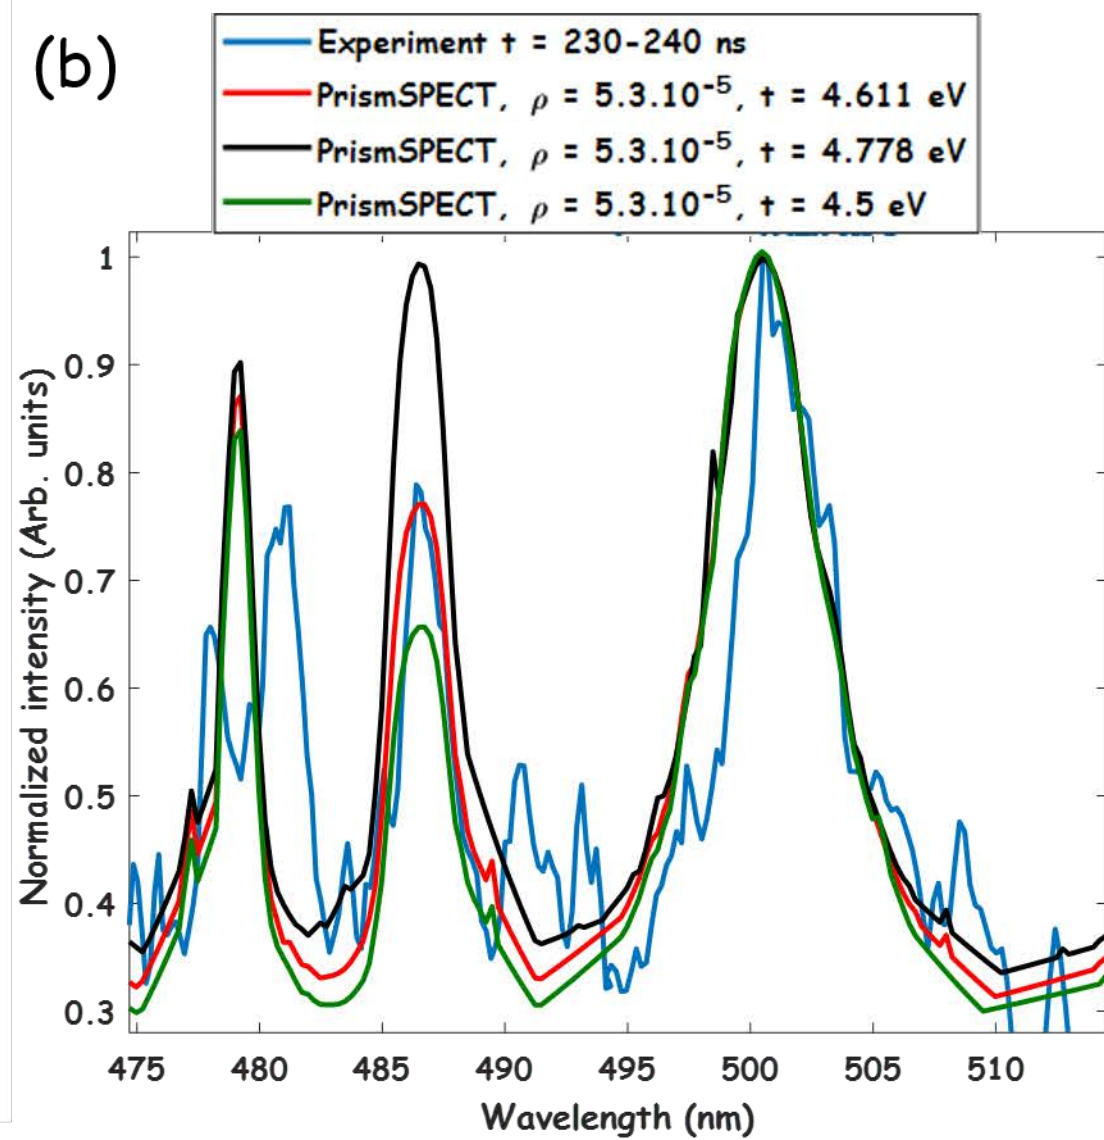 (b)
Experiment t = 230-240 ns
PrismSPECT, ρ = 5.3.10⁻⁵, t = 4.611 eV
PrismSPECT, ρ = 5.3.10⁻⁵, t = 4.778 eV
PrismSPECT, ρ = 5.3.10⁻⁵, t = 4.5 eV
1
0.9
0.8
0.7
0.6
0.5
0.4
0.3
Normalized intensity (Arb. units)
475 480 485 490 495 500 505 510
Wavelength (nm)